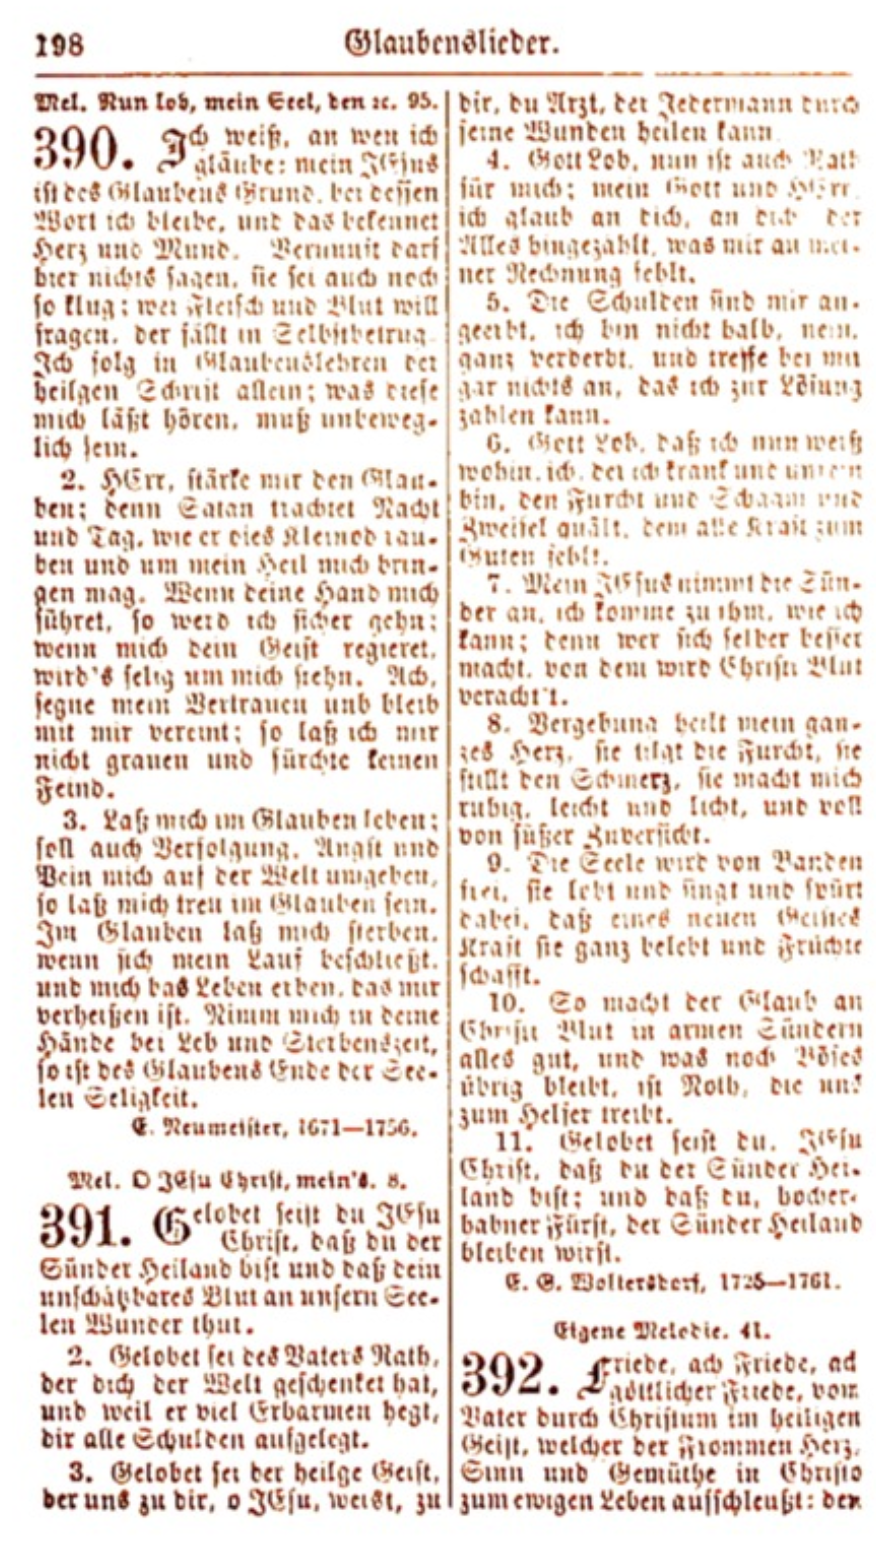 198
Glaubenslieder.
Mel. Nun lob, mein Seel, den ꝛc. 95.
390. Ich weiß, an wen ich
gläube: mein JEsus
ist des Glaubens Grund, bei dessen
Wort ich bleibe, und das bekennet
Herz und Mund. Vernunft darf
hier nichts sagen, sie sei auch noch
so klug; wer Fleisch und Blut will
fragen, der fällt in Selbstbetrug.
Ich folg in Glaubenslehren der
heilgen Schrift allein; was diese
mich läßt hören, muß unbeweg-
lich sein.
2. HErr, stärke mir den Glau-
ben; denn Satan trachtet Nacht
und Tag, wie er dies Kleinod rau-
ben und um mein Heil mich brin-
gen mag. Wenn deine Hand mich
führet, so werd ich sicher gehn;
wenn mich dein Geist regieret,
wird's selig um mich stehn. Ach,
segne mein Vertrauen und bleib
mit mir vereint; so laß ich mir
nicht grauen und fürchte keinen
Feind.
3. Laß mich im Glauben leben;
soll auch Verfolgung, Angst und
Pein mich auf der Welt umgeben,
so laß mich treu im Glauben sein.
Im Glauben laß mich sterben,
wenn sich mein Lauf beschließt,
und mich das Leben erben, das mir
verheißen ist. Nimm mich in deine
Hände bei Leb und Sterbenszeit,
so ist des Glaubens Ende der See-
len Seligkeit.
E. Neumeister, 1671—1756.
Mel. O JEsu Christ, mein's. 8.
391. Gelobet seist du JEsu
Christ, daß du der
Sünder Heiland bist und daß dein
unschätzbares Blut an unsern See-
len Wunder thut.
2. Gelobet sei des Vaters Rath,
der dich der Welt geschenket hat,
und weil er viel Erbarmen hegt,
dir alle Schulden aufgelegt.
3. Gelobet sei der heilge Geist,
der uns zu dir, o JEsu, weist, zu
dir, du Arzt, der Jedermann durch
seine Wunden heilen kann
4. Gott Lob, nun ist auch Rath
für mich; mein Gott und HErr,
ich glaub an dich, an dich der
Alles hingezahlt, was mir an mei-
ner Rechnung fehlt.
5. Die Schulden sind mir an-
geerbt, ich bin nicht halb, nein,
ganz verderbt, und treffe bei mir
gar nichts an, das ich zur Lösung
zahlen kann.
6. Gott Lob, daß ich nun weiß
wohin, ich, der ich krank und unrein
bin, den Furcht und Schaam und
Zweifel quält, dem alle Kraft zum
Guten fehlt.
7. Mein JEsus nimmt die Sün-
der an, ich komme zu ihm, wie ich
kann; denn wer sich selber besser
macht, von dem wird Christi Blut
veracht't.
8. Vergebung heilt mein gan-
zes Herz, sie tilgt die Furcht, sie
stillt den Schmerz, sie macht mich
ruhig, leicht und licht, und voll
von süßer Zuversicht.
9. Die Seele wird von Banden
frei, sie lebt und singt und spürt
dabei, daß eines neuen Geistes
Kraft sie ganz belebt und Früchte
schafft.
10. So macht der Glaub an
Christi Blut in armen Sündern
alles gut, und was noch Böses
übrig bleibt, ist Noth, die uns
zum Helfer treibt.
11. Gelobet seist du, JEsu
Christ, daß du der Sünder Hei-
land bist; und daß du, hocher-
habner Fürst, der Sünder Heiland
bleiben wirst.
E. G. Woltersdorf, 1725—1761.
Eigene Melodie. 41.
392. Friede, ach Friede, ach
göttlicher Friede, vom
Vater durch Christum im heiligen
Geist, welcher der Frommen Herz,
Sinn und Gemüthe in Christo
zum ewigen Leben aufschleußt: den